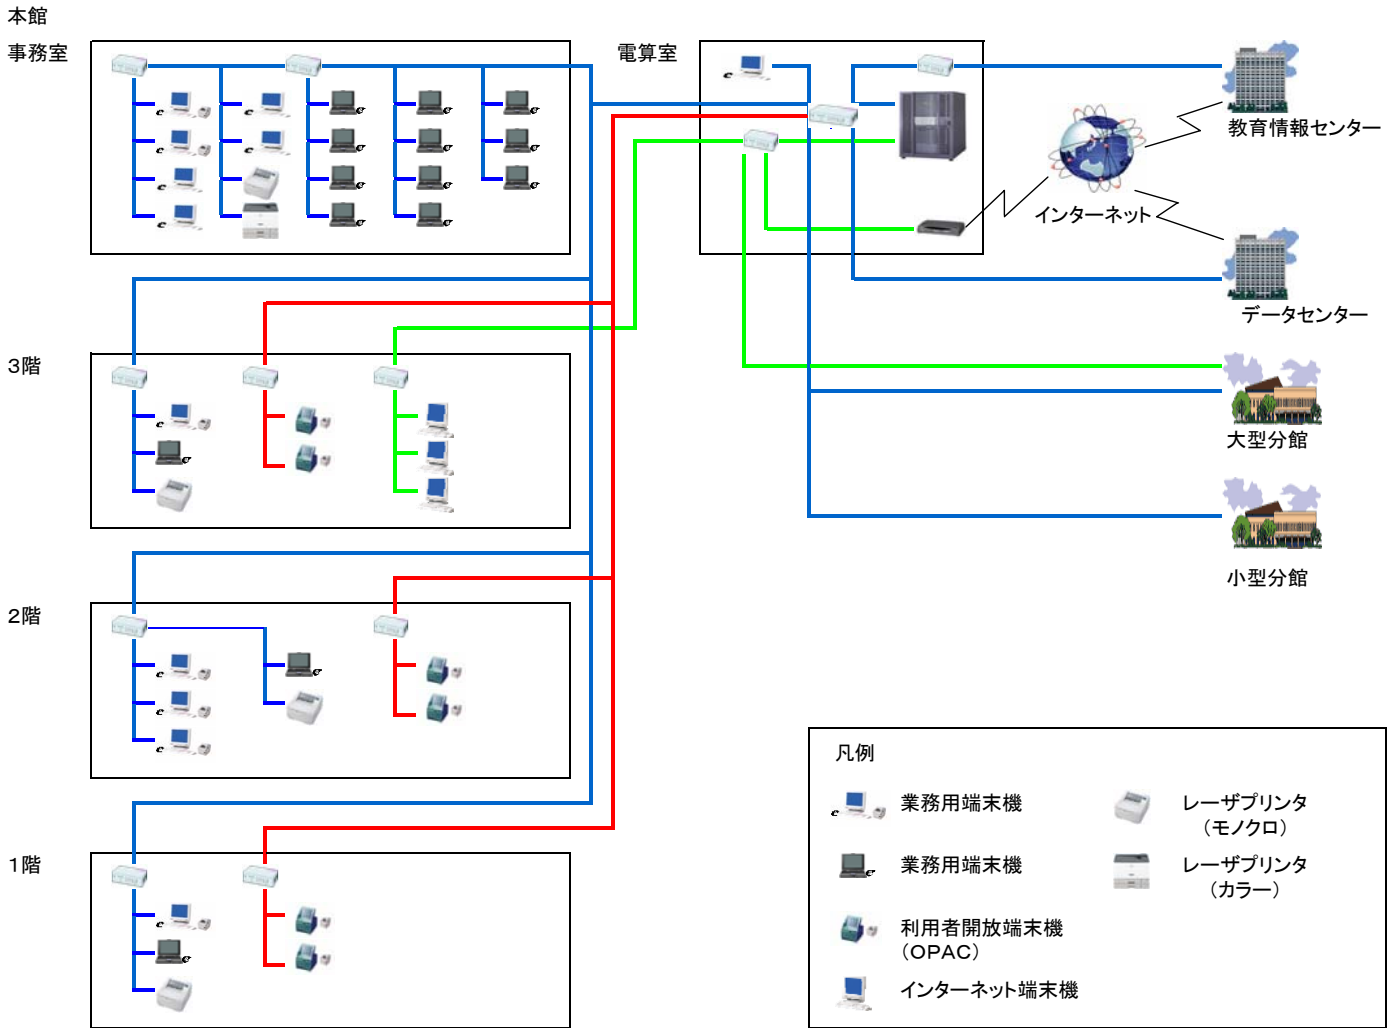 本館
事務室
電算室
教育情報センター
インターネット
データセンター
3階
大型分館
小型分館
2階
凡例
業務用端末機
レーザプリンタ
(モノクロ)
1階
業務用端末機
レーザプリンタ
(カラー)
利用者開放端末機
(OPAC)
インターネット端末機